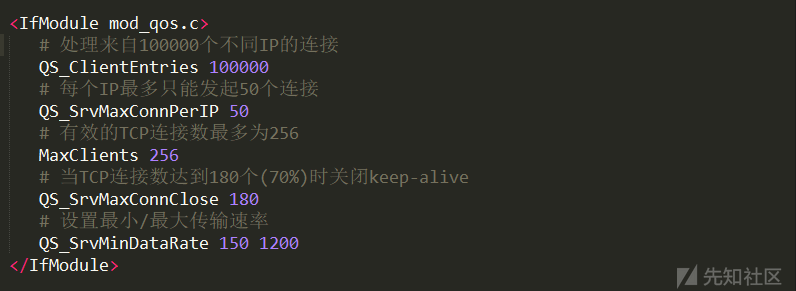 <IfModule mod_qos.c>
# 处理来自100000个不同IP的连接
QS_ClientEntries 100000
# 每个IP最多只能发起50个连接
QS_SrvMaxConnPerIP 50
# 有效的TCP连接数最多为256
MaxClients 256
# 当TCP连接数达到180个(70%)时关闭keep-alive
QS_SrvMaxConnClose 180
# 设置最小/最大传输速率
QS_SrvMinDataRate 150 1200
</IfModule>
先知社区